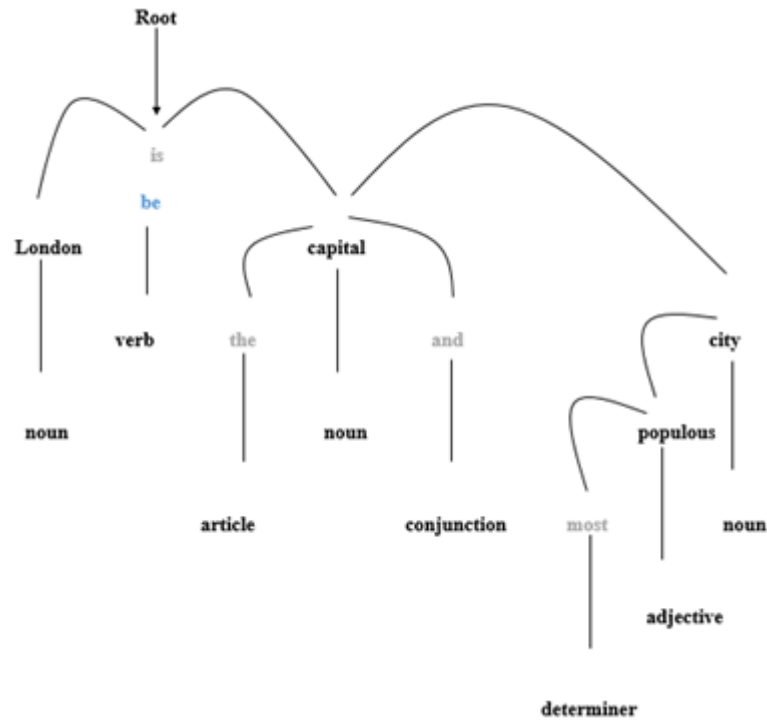 Root
is
be
London capital
verb the and city
noun noun populous
article conjunction most noun
adjective
determiner